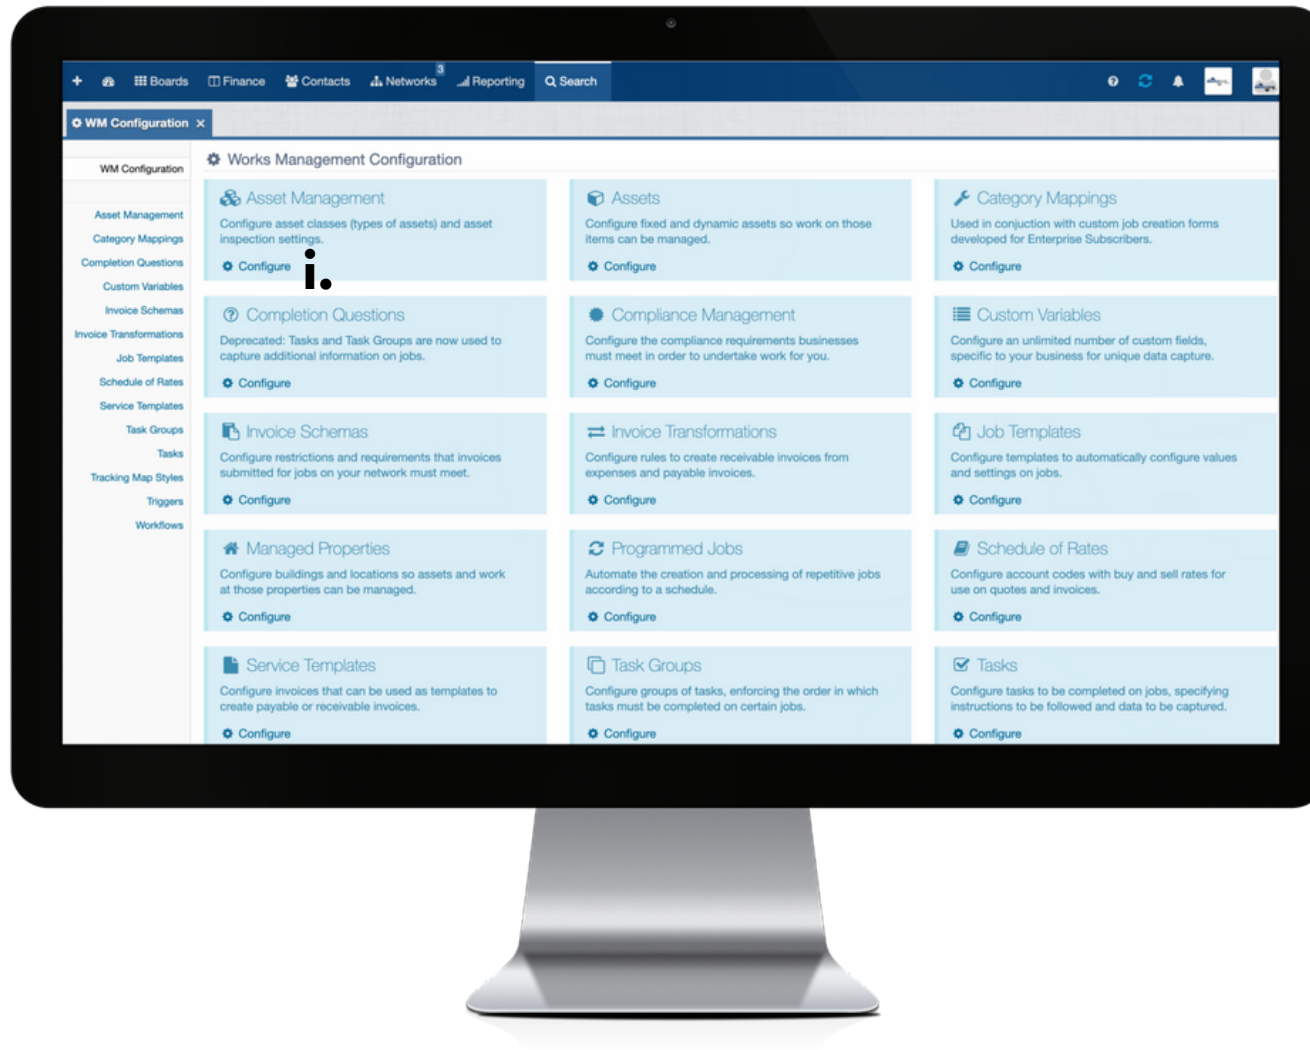 3
Boards Finance Contacts Networks Reporting Search
WM Configuration ×
WM Configuration
Asset Management
Category Mappings
Completion Questions
Custom Variables
Invoice Schemas
Invoice Transformations
Job Templates
Schedule of Rates
Service Templates
Task Groups
Tasks
Tracking Map Styles
Triggers
Workflows
Works Management Configuration
Asset Management
Configure asset classes (types of assets) and asset
inspection settings.
Configure
i.
Assets
Configure fixed and dynamic assets so work on those
items can be managed.
Configure
Category Mappings
Used in conjuction with custom job creation forms
developed for Enterprise Subscribers.
Configure
Completion Questions
Deprecated: Tasks and Task Groups are now used to
capture additional information on jobs.
Configure
Compliance Management
Configure the compliance requirements businesses
must meet in order to undertake work for you.
Configure
Custom Variables
Configure an unlimited number of custom fields,
specific to your business for unique data capture.
Configure
Invoice Schemas
Configure restrictions and requirements that invoices
submitted for jobs on your network must meet.
Configure
Invoice Transformations
Configure rules to create receivable invoices from
expenses and payable invoices.
Configure
Job Templates
Configure templates to automatically configure values
and settings on jobs.
Configure
Managed Properties
Configure buildings and locations so assets and work
at those properties can be managed.
Configure
Programmed Jobs
Automate the creation and processing of repetitive jobs
according to a schedule.
Configure
Schedule of Rates
Configure account codes with buy and sell rates for
use on quotes and invoices.
Configure
Service Templates
Configure invoices that can be used as templates to
create payable or receivable invoices.
Configure
Task Groups
Configure groups of tasks, enforcing the order in which
tasks must be completed on certain jobs.
Configure
Tasks
Configure tasks to be completed on jobs, specifying
instructions to be followed and data to be captured.
Configure